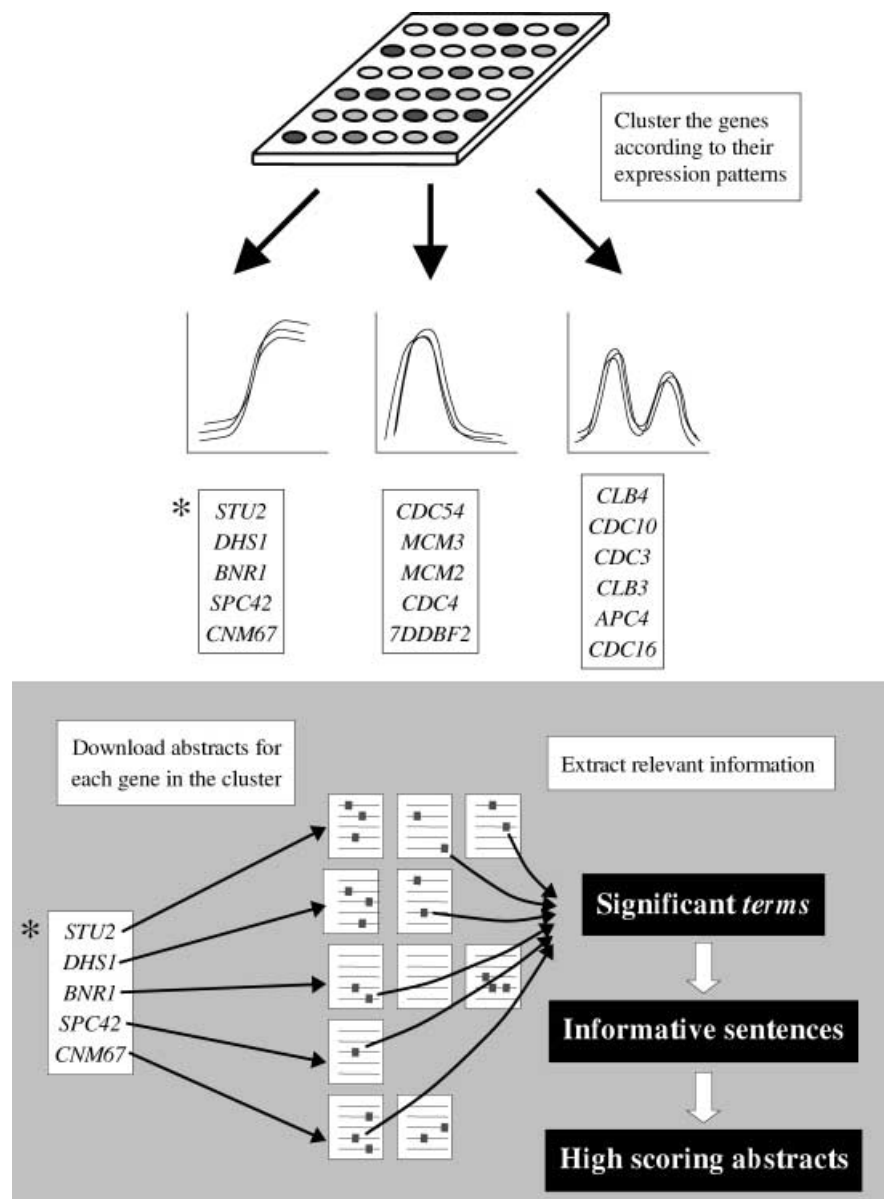 Cluster the genes
according to their
expression patterns
*
STU2
DHS1
BNR1
SPC42
CNM67
CDC54
MCM3
MCM2
CDC4
7DDBF2
CLB4
CDC10
CDC3
CLB3
APC4
CDC16
Download abstracts for
each gene in the cluster
Extract relevant information
*
STU2
DHS1
BNR1
SPC42
CNM67
Significant terms
Informative sentences
High scoring abstracts